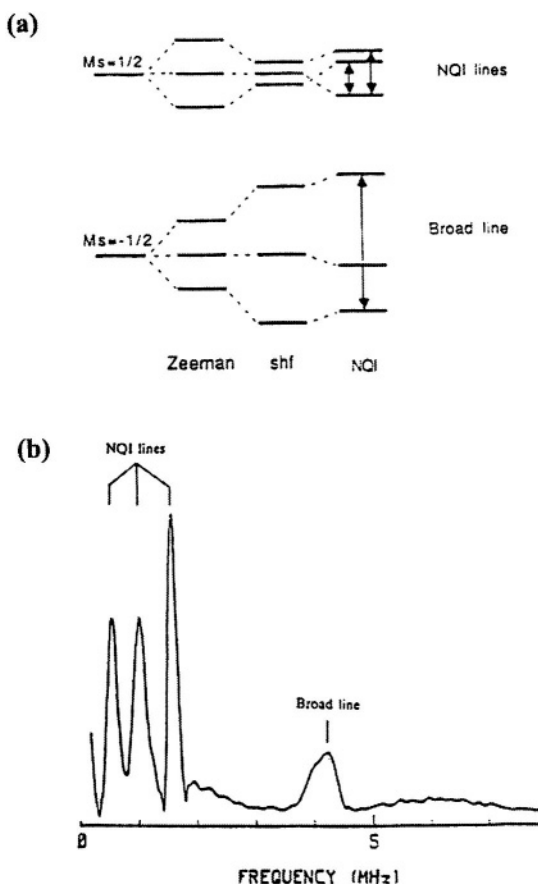 (a)
Ms=1/2
NQI lines
Ms=-1/2
Broad line
Zeeman shf NQI
(b)
NQI lines
Broad line
0 5
FREQUENCY (MHz)